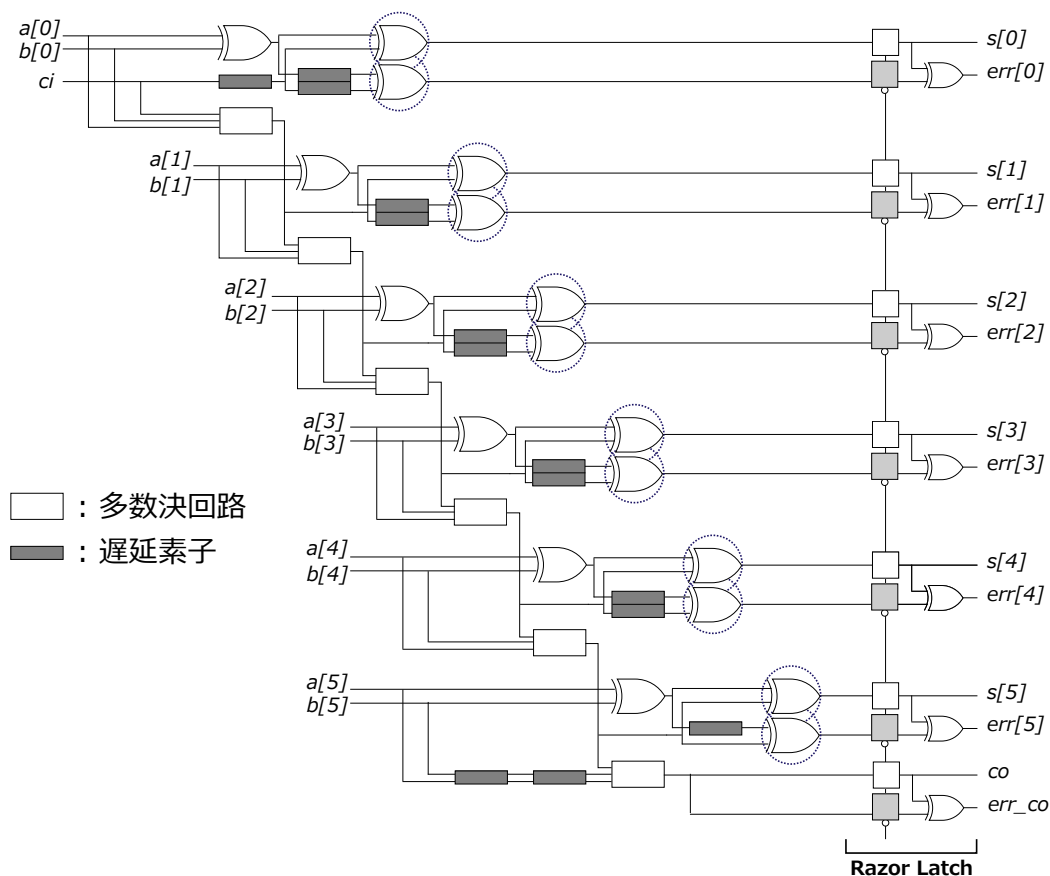 a[0]
b[0]
ci
s[0]
err[0]
a[1]
b[1]
s[1]
err[1]
a[2]
b[2]
s[2]
err[2]
a[3]
b[3]
s[3]
err[3]
:多数決回路
:遅延素子
a[4]
b[4]
s[4]
err[4]
a[5]
b[5]
s[5]
err[5]
co
err_co
Razor Latch